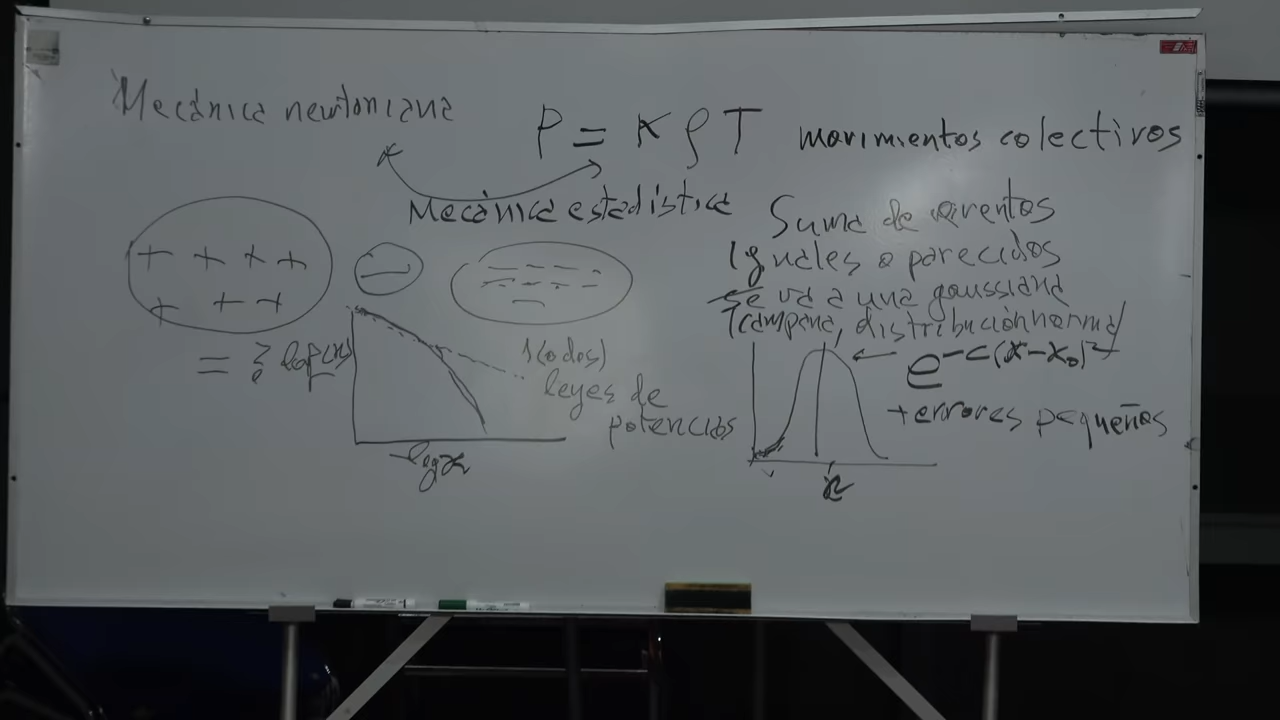 Mecánica newtoniana
P = K ρ T movimientos colectivos
Mecánica estadística
Suma de eventos
iguales o parecidos
se va a una gaussiana
(campana, distribución normal
+ + + +
+ + +
log x
leyes de
potencias
e^{-c(x-x₀)²}
+ errores pequeños
x